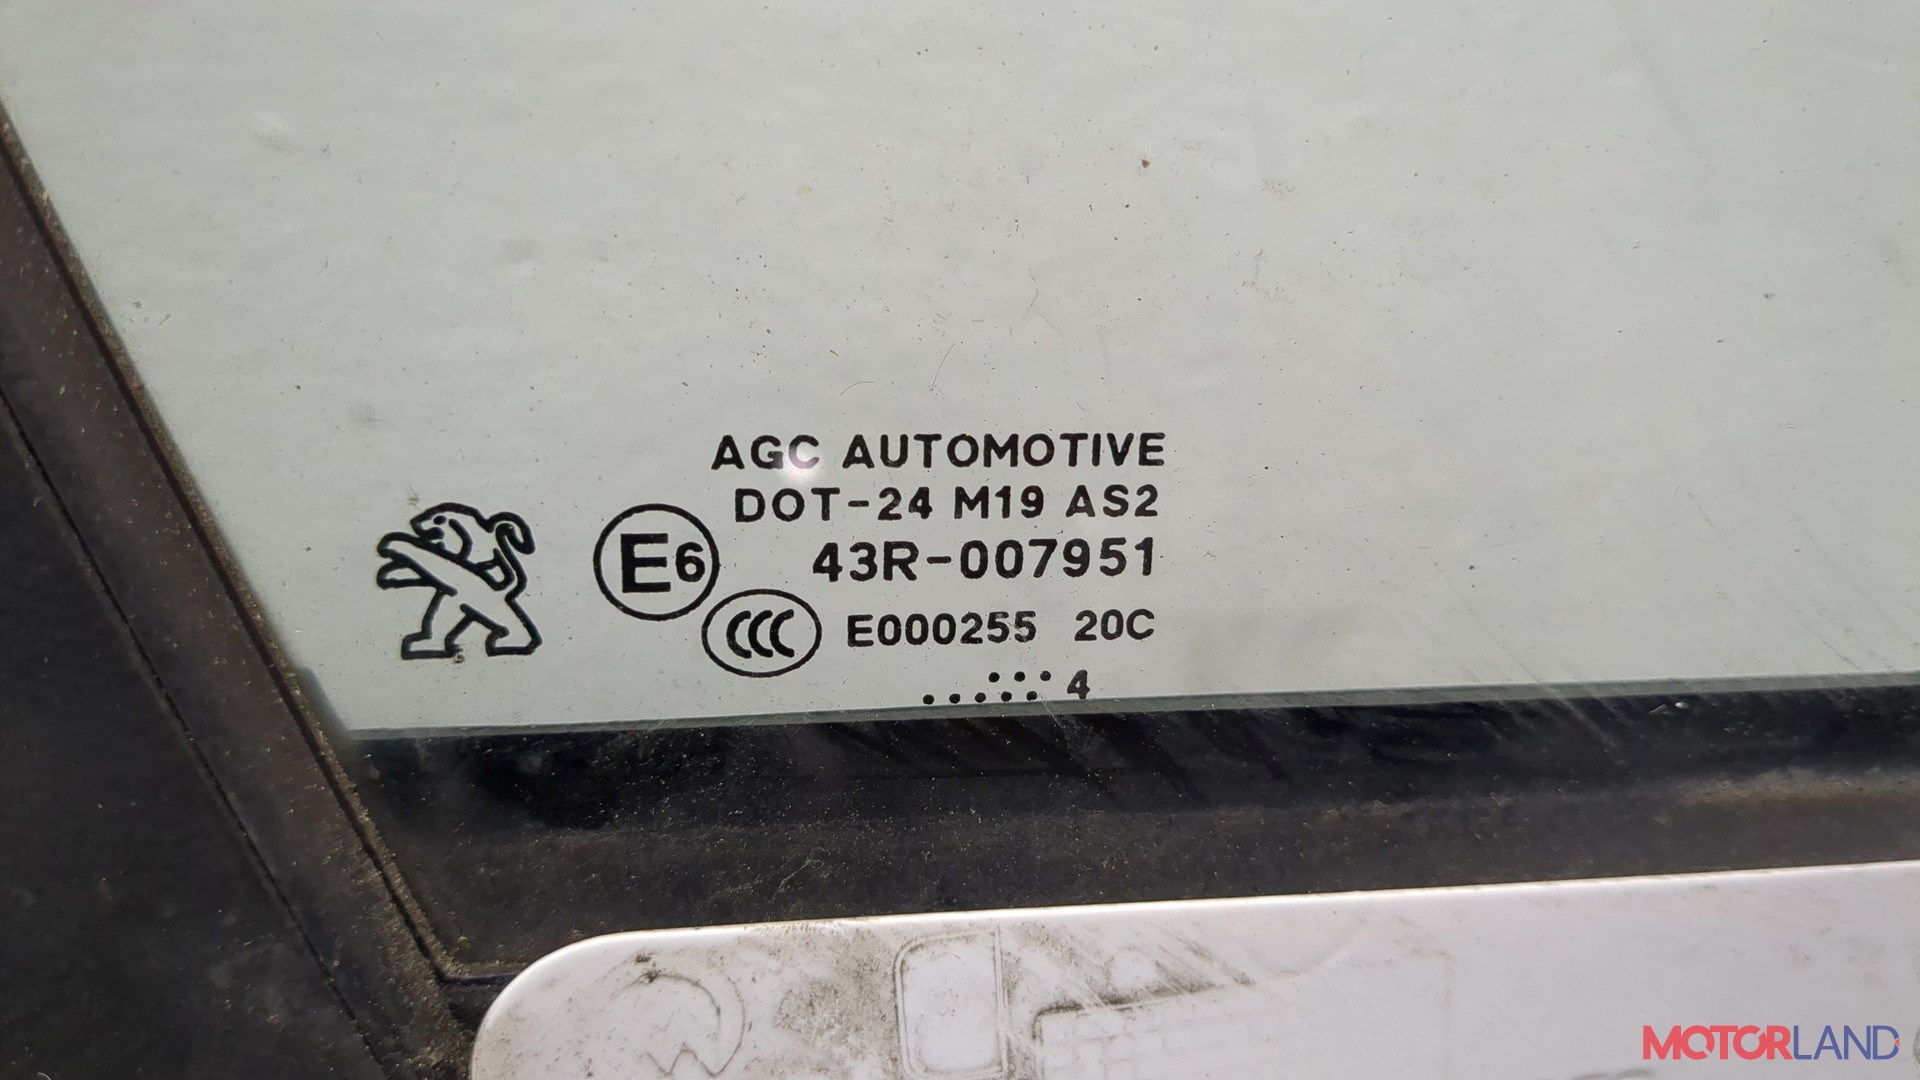 AGC AUTOMOTIVE
DOT-24 M19 AS2
E6 43R-007951
CCC E000255 20C
.....:::· 4
MOTORLAND